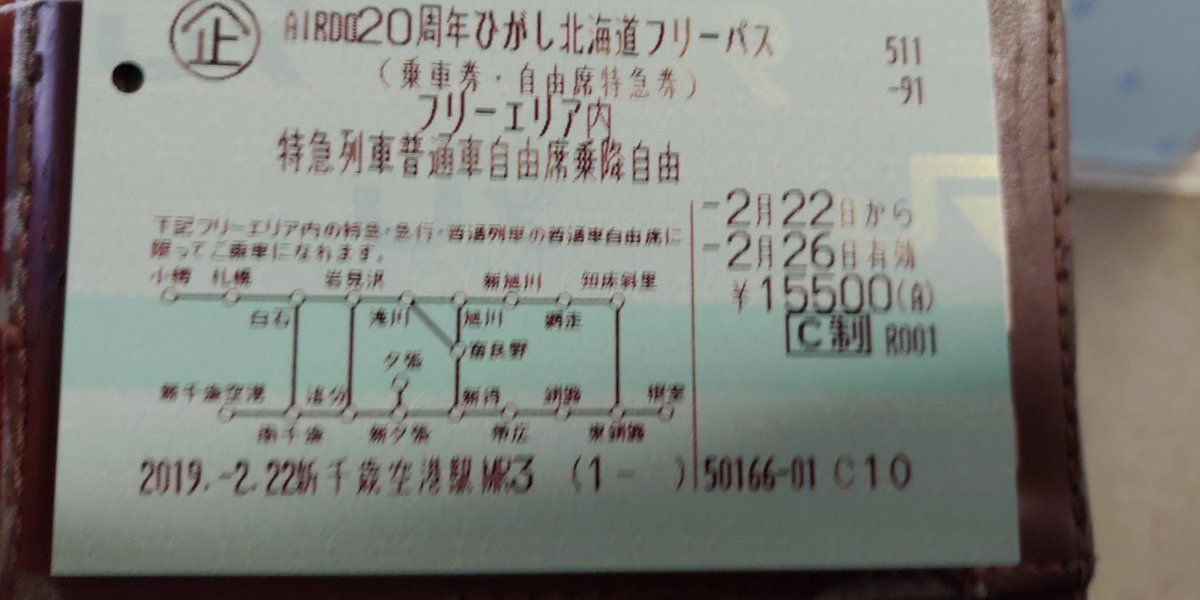 企 AIRDO20周年ひがし北海道フリーパス 511
(乗車券・自由席特急券) -91
フリーエリア内
特急列車普通車自由席乗降自由
-2月22日から
-2月26日有効
¥15500(自)
C制 R001
下記フリーエリア内の特急・急行・普通列車の普通車自由席に
限ってご乗車になれます。
小樽 札幌 岩見沢 新旭川 知床斜里
白石 滝川 旭川 網走
夕張 富良野
新千歳空港 追分 新得 釧路 根室
南千歳 新夕張 帯広 東釧路
2019.-2.22新千歳空港駅MR3 (1- ) 50166-01 C10